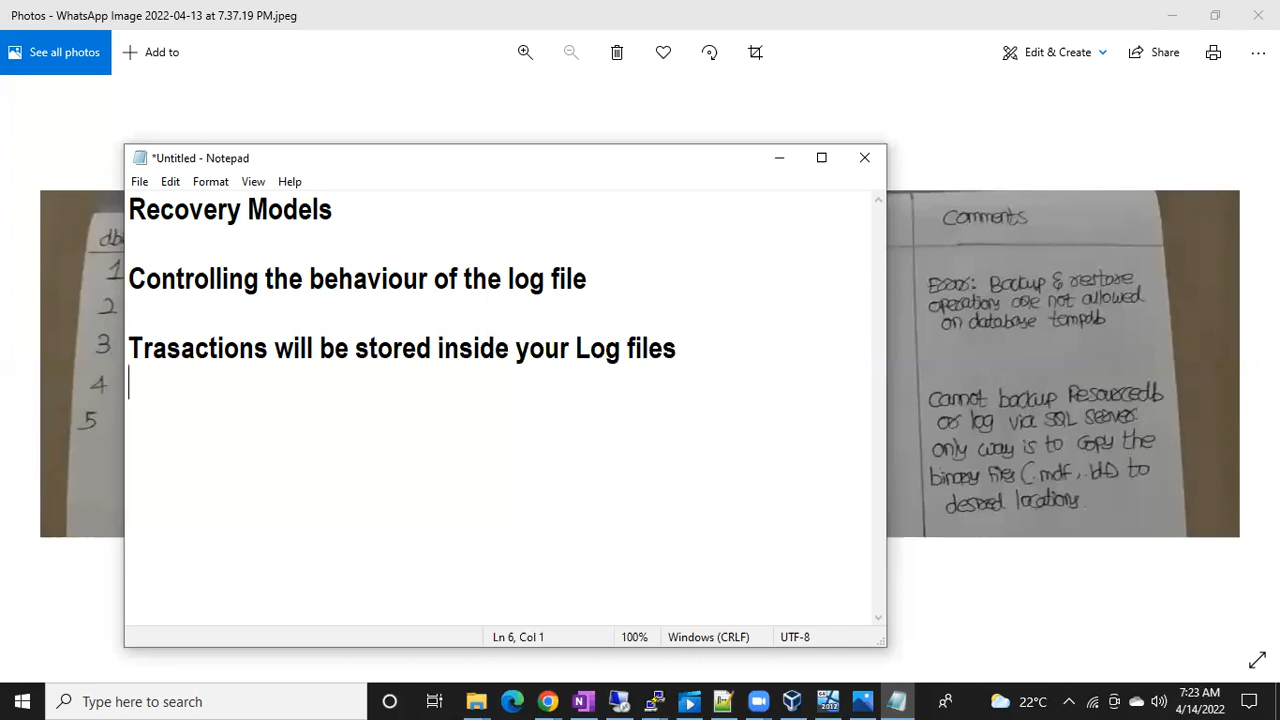 Photos - WhatsApp Image 2022-04-13 at 7.37.19 PM.jpeg
See all photos
Add to
Edit & Create
Share
*Untitled - Notepad
File Edit Format View Help
Recovery Models
Controlling the behaviour of the log file
Trasactions will be stored inside your Log files
Ln 6, Col 1
100%
Windows (CRLF)
UTF-8
1
2
3
4
5
Comments
Error: Backup & restore
operations are not allowed
on database tempdb
Cannot backup Resourcedb
or log via SQL server
only way is to copy the
binary files (.mdf, .ldf) to
desired locations.
Type here to search
2012
22°C
7:23 AM
4/14/2022